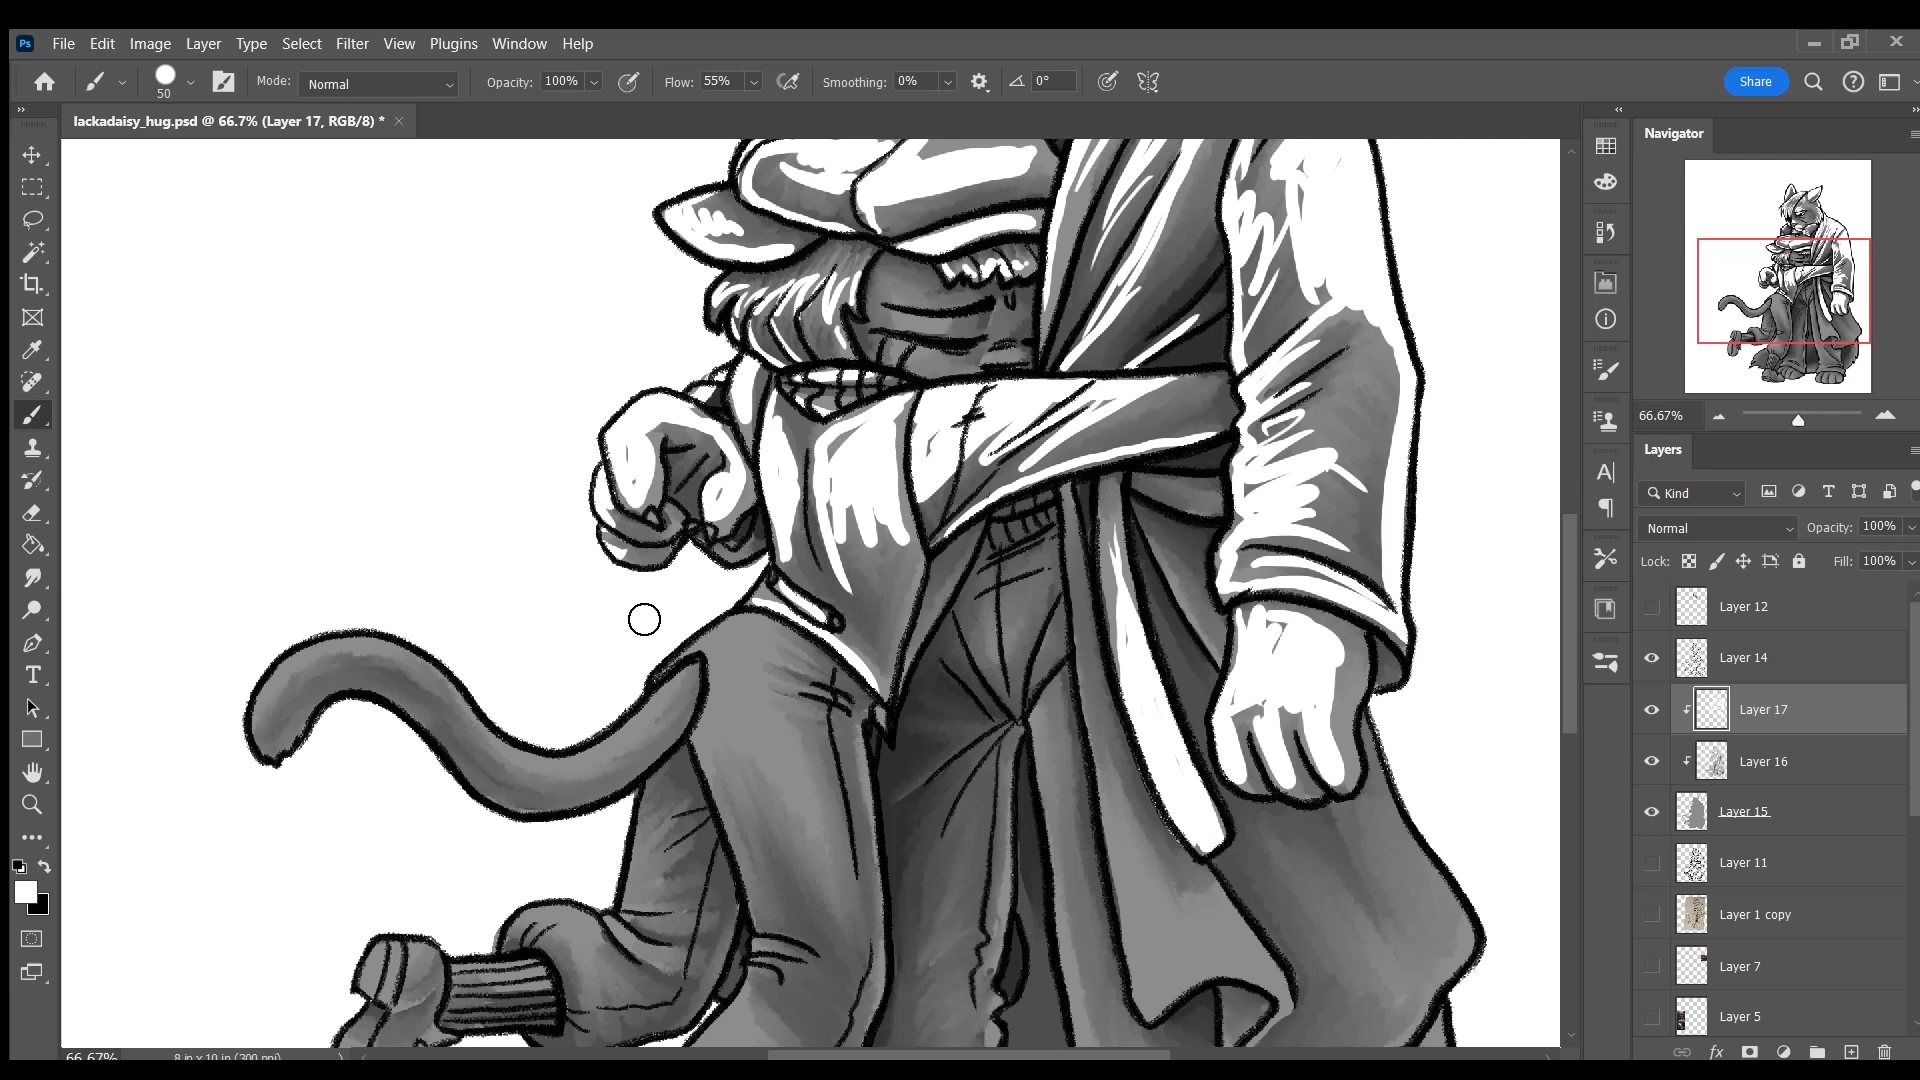 Ps File Edit Image Layer Type Select Filter View Plugins Window Help
50 Mode: Normal Opacity: 100% Flow: 55% Smoothing: 0% 0° Share
lackadaisy_hug.psd @ 66.7% (Layer 17, RGB/8) *
Navigator
66.67%
Layers
Kind
Normal Opacity: 100%
Lock: Fill: 100%
Layer 12
Layer 14
Layer 17
Layer 16
Layer 15
Layer 11
Layer 1 copy
Layer 7
Layer 5
fx
66.67% 8 in x 10 in (300 ppi)